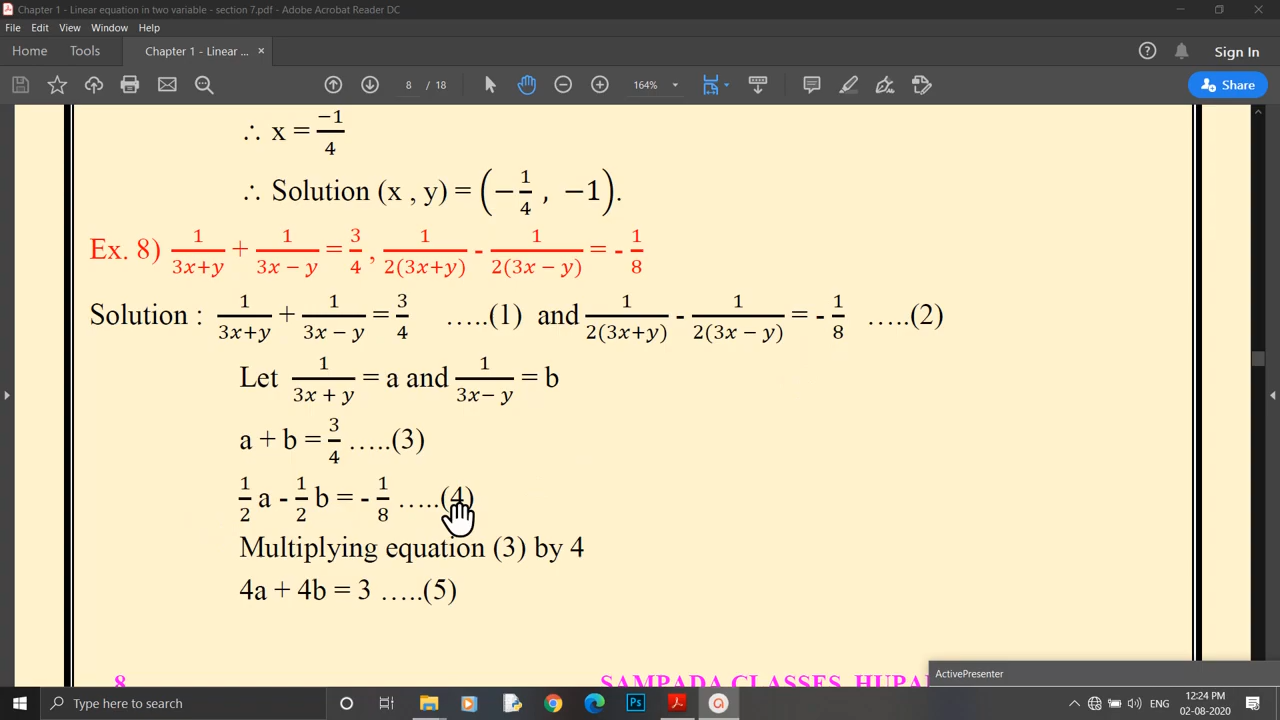 Chapter 1 - Linear equation in two variable - section 7.pdf - Adobe Acrobat Reader DC
File Edit View Window Help
Home Tools Chapter 1 - Linear ... × Sign In
8 / 18 164% Share
∴ x = −1/4
∴ Solution (x , y) = (−1/4 , −1).
Ex. 8) 1/(3x+y) + 1/(3x − y) = 3/4 , 1/(2(3x+y)) - 1/(2(3x − y)) = - 1/8
Solution : 1/(3x+y) + 1/(3x − y) = 3/4 …..(1) and 1/(2(3x+y)) - 1/(2(3x − y)) = - 1/8 …..(2)
Let 1/(3x + y) = a and 1/(3x− y) = b
a + b = 3/4 …..(3)
1/2 a - 1/2 b = - 1/8 …..(4)
Multiplying equation (3) by 4
4a + 4b = 3 …..(5)
8 SAMPADA CLASSES, HUPA
ActivePresenter
Type here to search ENG 12:24 PM
02-08-2020